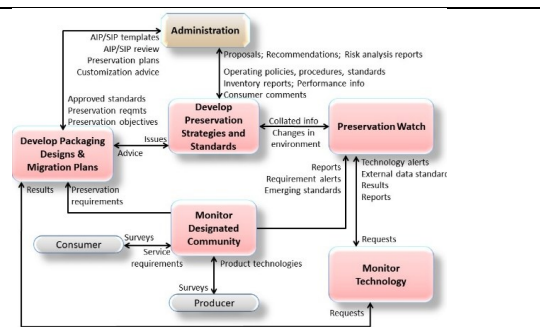 Administration
AIP/SIP templates
AIP/SIP review
Preservation plans
Customization advice
Proposals; Recommendations; Risk analysis reports
Operating policies, procedures, standards
Inventory reports; Performance info
Consumer comments
Approved standards
Preservation reqmts
Preservation objectives
Develop
Preservation
Strategies and
Standards
Collated info
Changes in
environment
Preservation Watch
Develop Packaging
Designs &
Migration Plans
Issues
Advice
Results
Preservation
requirements
Reports
Requirement alerts
Emerging standards
Technology alerts
External data standard
Results
Reports
Monitor
Designated
Community
Consumer
Surveys
Service
requirements
Product technologies
Surveys
Producer
Requests
Monitor
Technology
Requests